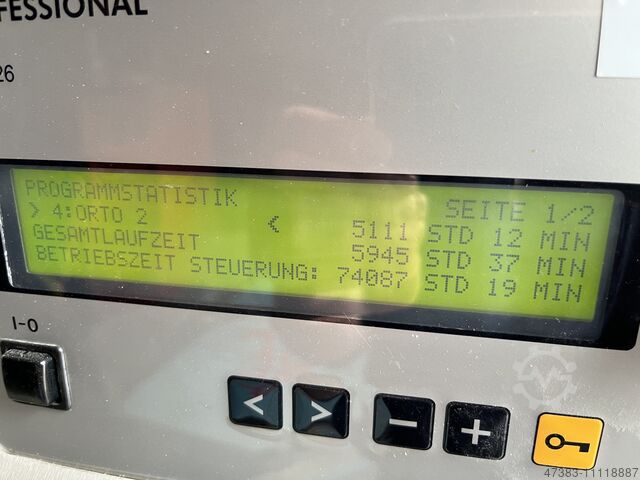 FESSIONAL
26
PROGRAMMSTATISTIK SEITE 1/2
> 4:ORTO 2 < 5111 STD 12 MIN
GESAMTLAUFZEIT 5945 STD 37 MIN
BETRIEBSZEIT STEUERUNG: 74087 STD 19 MIN
I-0
< > − +
47383-11118887